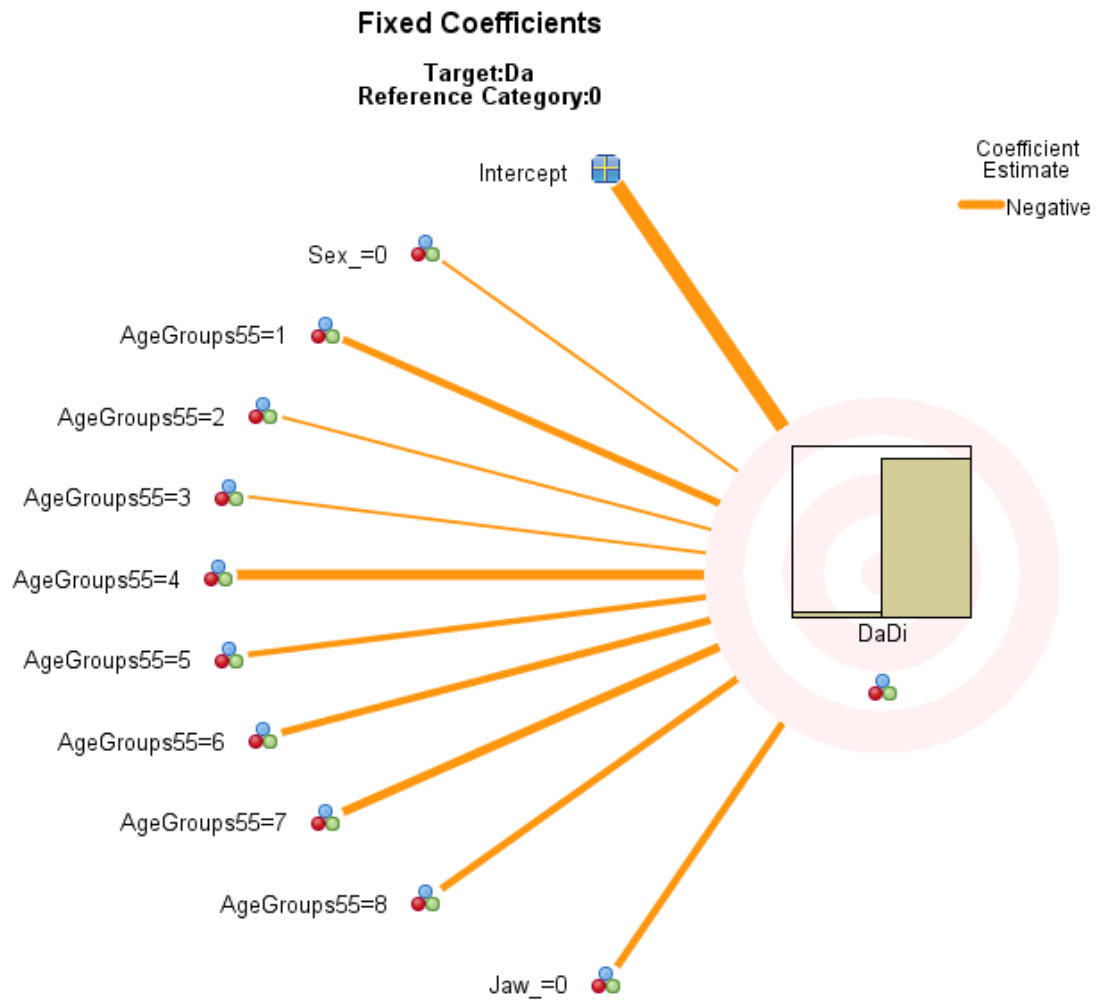 Fixed Coefficients
Target:Da
Reference Category:0
Coefficient
Estimate
Negative
Intercept
Sex_=0
AgeGroups55=1
AgeGroups55=2
AgeGroups55=3
AgeGroups55=4
AgeGroups55=5
AgeGroups55=6
AgeGroups55=7
AgeGroups55=8
Jaw_=0
DaDi